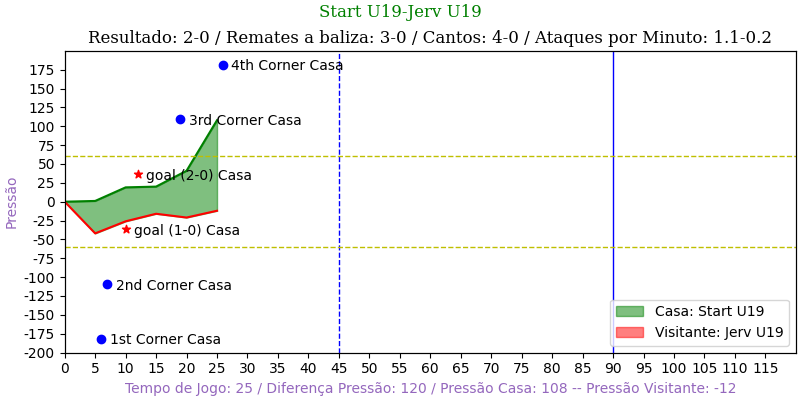 Start U19-Jerv U19
Resultado: 2-0 / Remates a baliza: 3-0 / Cantos: 4-0 / Ataques por Minuto: 1.1-0.2
175
150
125
100
75
50
25
0
-25
-50
-75
-100
-125
-150
-175
-200
Pressão
4th Corner Casa
3rd Corner Casa
goal (2-0) Casa
goal (1-0) Casa
2nd Corner Casa
1st Corner Casa
Casa: Start U19
Visitante: Jerv U19
0 5 10 15 20 25 30 35 40 45 50 55 60 65 70 75 80 85 90 95 100 105 110 115
Tempo de Jogo: 25 / Diferença Pressão: 120 / Pressão Casa: 108 -- Pressão Visitante: -12